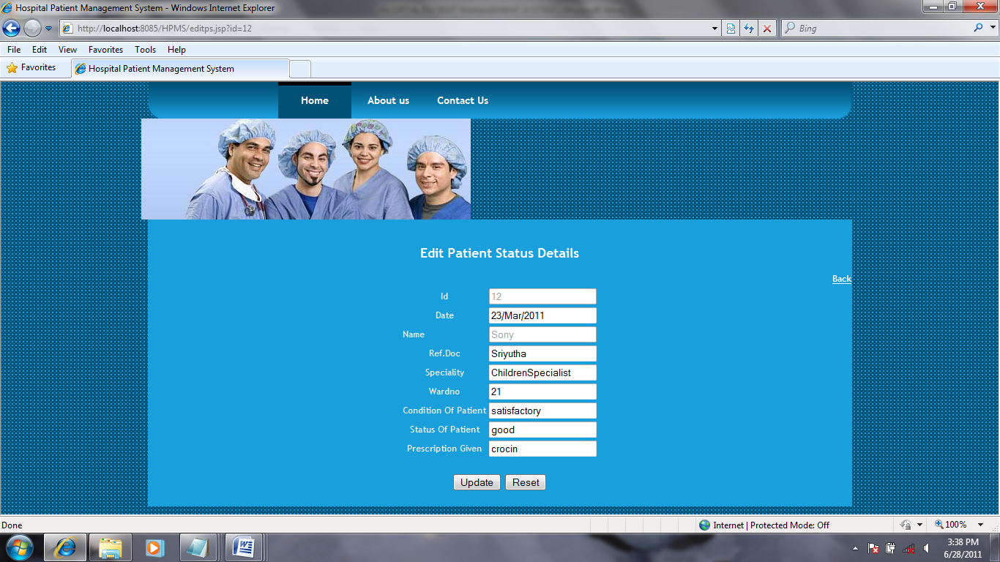 Hospital Patient Management System - Windows Internet Explorer
http://localhost:8085/HPMS/editps.jsp?id=12
Bing
File Edit View Favorites Tools Help
Favorites
Hospital Patient Management System
Home About us Contact Us
Edit Patient Status Details
Back
Id 12
Date 23/Mar/2011
Name Sony
Ref.Doc Sriyutha
Speciality ChildrenSpecialist
Wardno 21
Condition Of Patient satisfactory
Status Of Patient good
Prescription Given crocin
Update Reset
Done Internet | Protected Mode: Off 100%
3:38 PM
6/28/2011